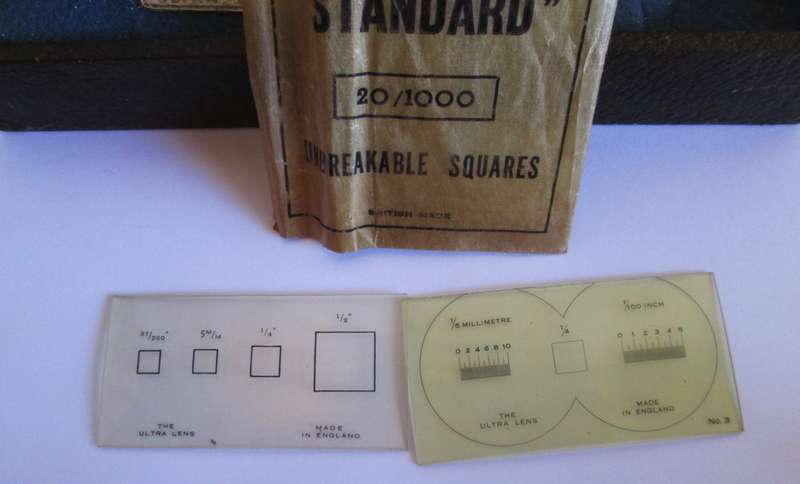 STANDARD"
20/1000
UNBREAKABLE SQUARES
BRITISH MADE
5M/M 1/4" 1/2"
THE
ULTRA LENS
MADE
IN ENGLAND
1/5 MILLIMETRE
0 2 4 6 8 10
1/4
1/100 INCH
0 1 2 3 4 5
THE
ULTRA LENS
MADE
IN ENGLAND
No. 3